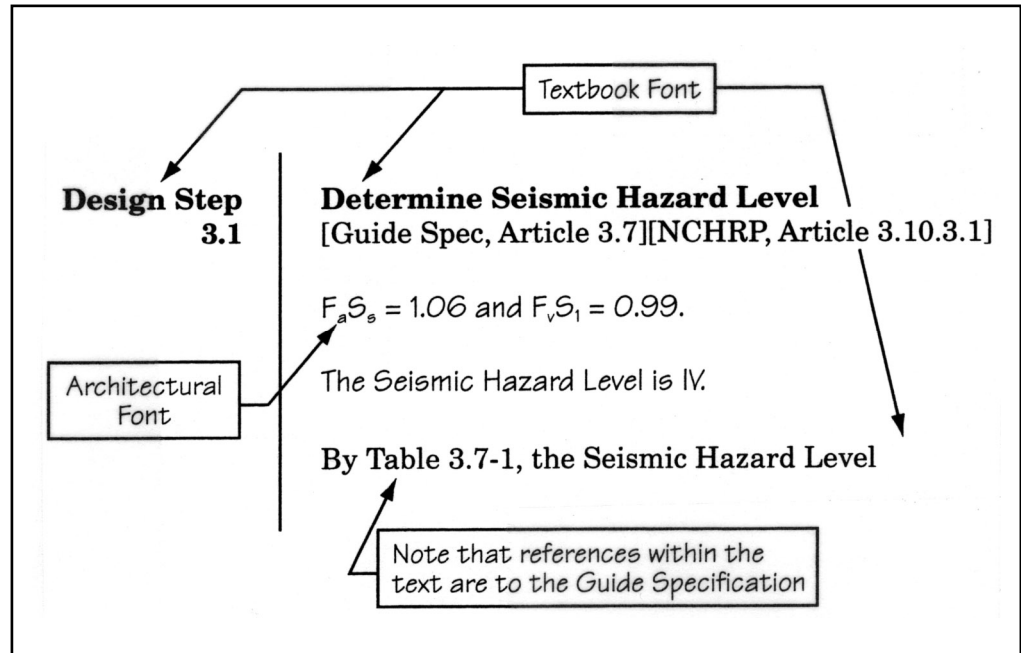 Textbook Font
Design Step
3.1
Determine Seismic Hazard Level
[Guide Spec, Article 3.7][NCHRP, Article 3.10.3.1]
FₐSₛ = 1.06 and FᵥS₁ = 0.99.
Architectural
Font
The Seismic Hazard Level is IV.
By Table 3.7-1, the Seismic Hazard Level
Note that references within the
text are to the Guide Specification